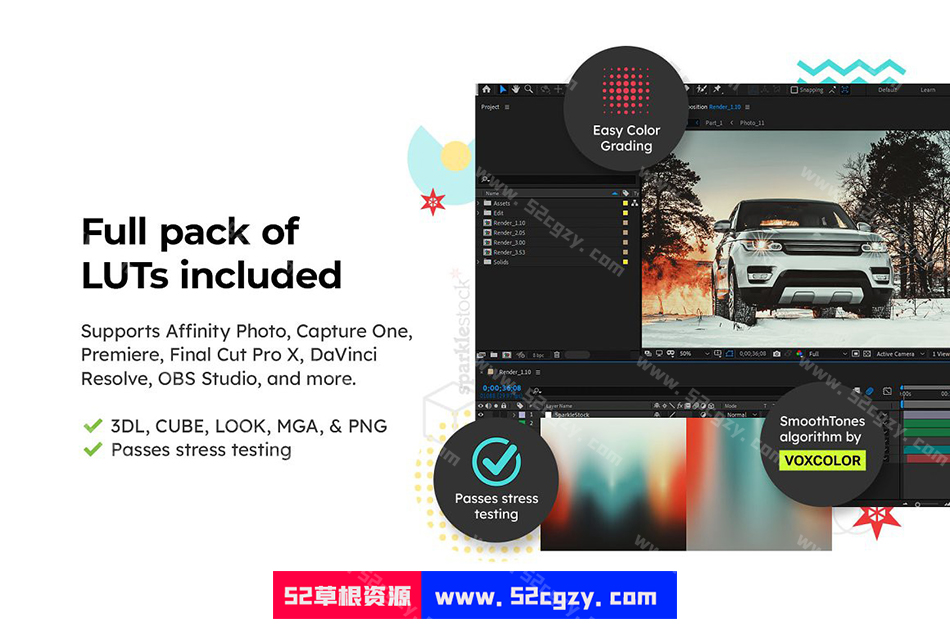 Full pack of
LUTs included
Supports Affinity Photo, Capture One,
Premiere, Final Cut Pro X, DaVinci
Resolve, OBS Studio, and more.
3DL, CUBE, LOOK, MGA, & PNG
Passes stress testing
Easy Color
Grading
Snapping
Default
Learn
Project
position Render_1.10
Part_1
Photo_11
Name
Assets
Edit
Render_1.10
Render_2.05
Render_3.00
Render_3.53
Solids
8 bpc
50%
0;00;36;08
Full
Active Camera
1 View
Render_1.10
0;00;36;08
Layer Name
Mode
1
SparkleStock
Normal
sparklestock
Passes stress
testing
SmoothTones
algorithm by
VOXCOLOR
52草根资源
www.52cgzy.com
www.52cgzy.com